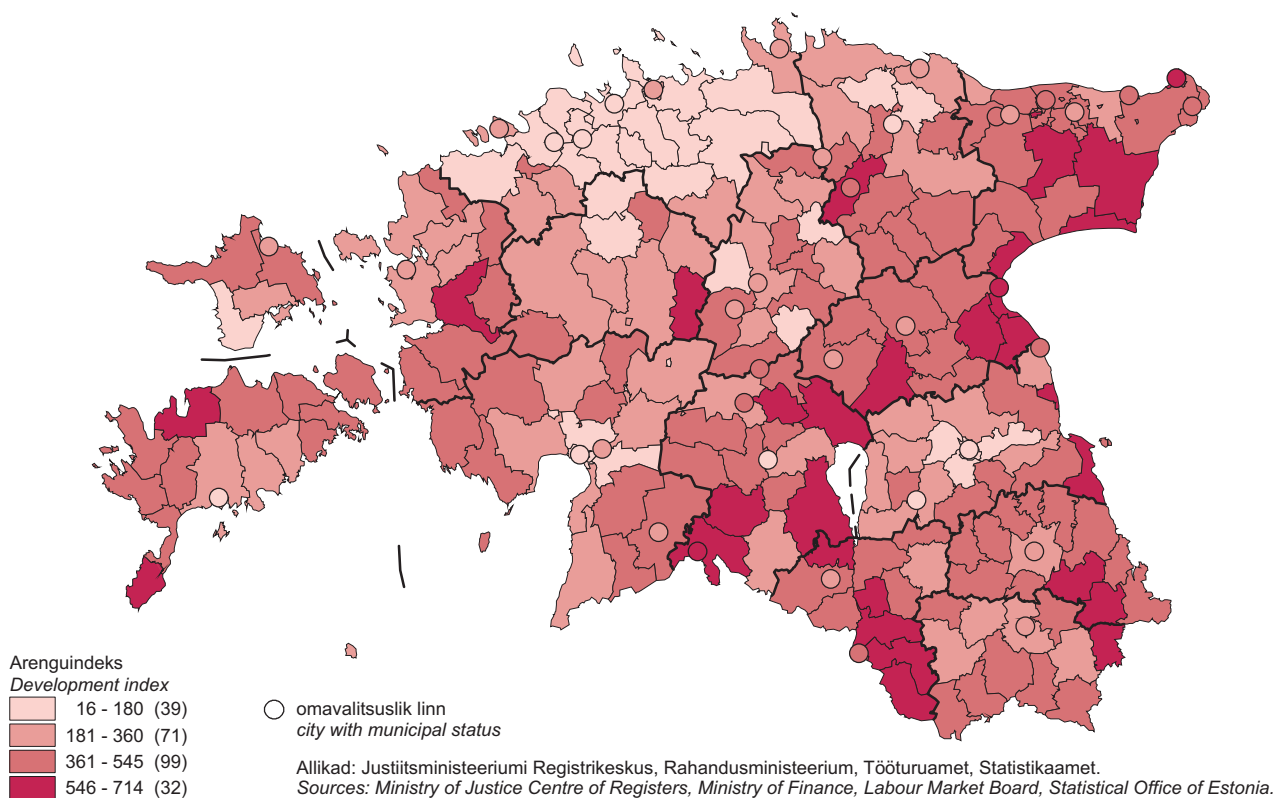 Arenguindeks
Development index
16 - 180 (39)
181 - 360 (71)
361 - 545 (99)
546 - 714 (32)
omavalitsuslik linn
city with municipal status
Allikad: Justiitsministeeriumi Registrikeskus, Rahandusministeerium, Tööturuamet, Statistikaamet.
Sources: Ministry of Justice Centre of Registers, Ministry of Finance, Labour Market Board, Statistical Office of Estonia.